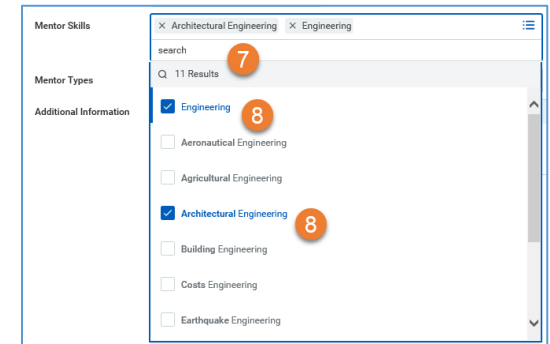 Mentor Skills
× Architectural Engineering × Engineering
search
7
11 Results
Mentor Types
Additional Information
Engineering
8
Aeronautical Engineering
Agricultural Engineering
Architectural Engineering
8
Building Engineering
Costs Engineering
Earthquake Engineering